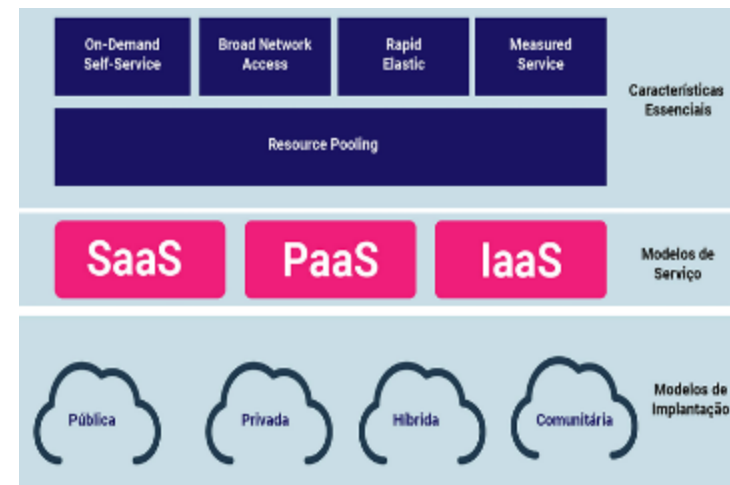 On-Demand
Self-Service
Broad Network
Access
Rapid
Elastic
Measured
Service
Características
Essenciais
Resource Pooling
SaaS
PaaS
IaaS
Modelos de
Serviço
Pública
Privada
Híbrida
Comunitária
Modelos de
Implantação